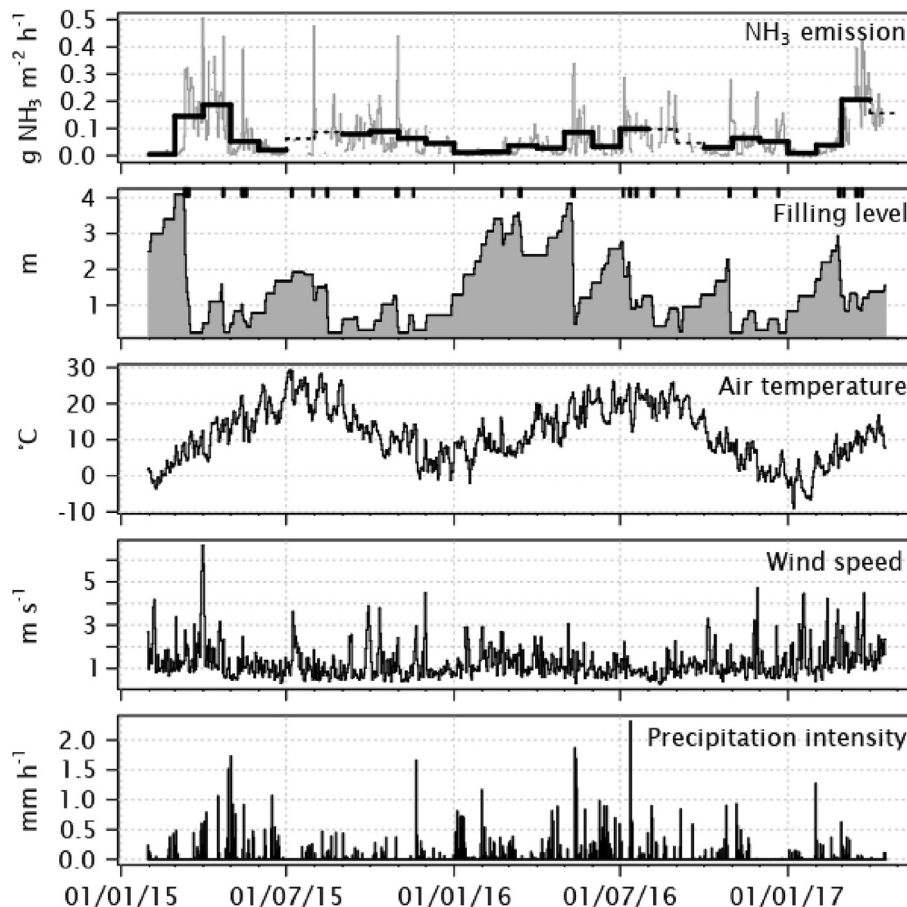 NH₃ emission
g NH₃ m⁻² h⁻¹
0.5
0.4
0.3
0.2
0.1
0.0
Filling level
m
4
3
2
1
Air temperature
°C
30
20
10
0
-10
Wind speed
m s⁻¹
5
3
1
Precipitation intensity
mm h⁻¹
2.0
1.5
1.0
0.5
0.0
01/01/15 01/07/15 01/01/16 01/07/16 01/01/17